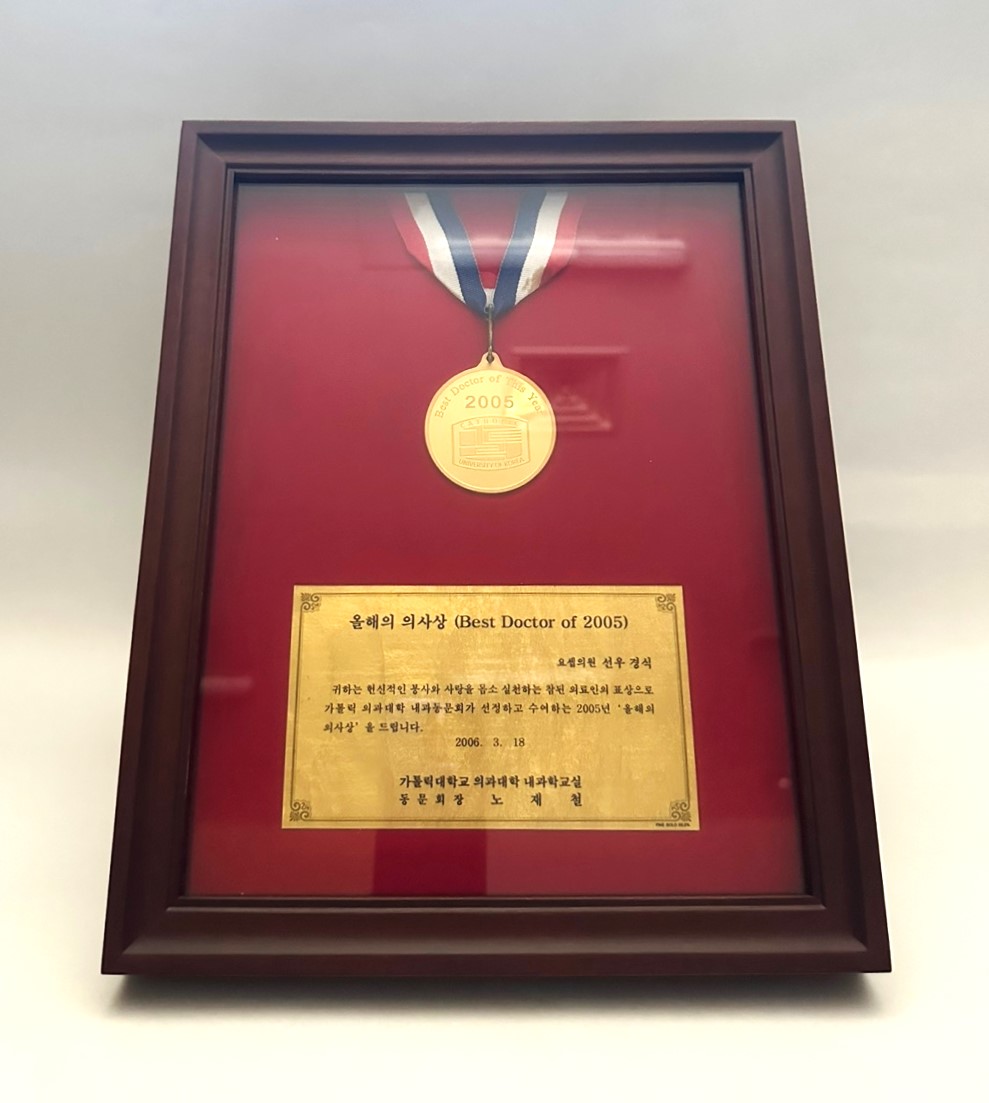 Best Doctor of This Year
2005
CATHOLIC
UNIVERSITY OF KOREA
올해의 의사상 (Best Doctor of 2005)
요셉의원 선우 경식
귀하는 헌신적인 봉사와 사랑을 몸소 실천하는 참된 의료인의 표상으로
가톨릭 의과대학 내과동문회가 선정하고 수여하는 2005년 '올해의
의사상' 을 드립니다.
2006. 3. 18
가톨릭대학교 의과대학 내과학교실
동 문 회 장 노 재 철